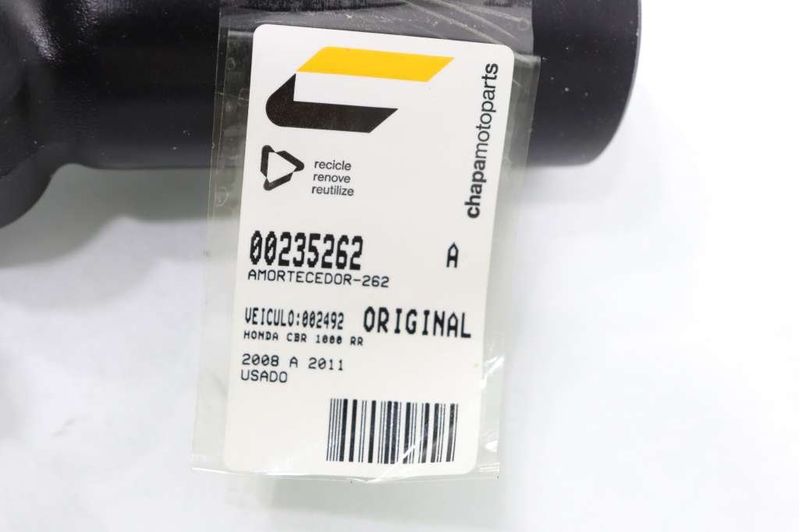 chapamotoparts
recicle
renove
reutilize
00235262 A
AMORTECEDOR-262
VEICULO:002492 ORIGINAL
HONDA CBR 1000 RR
2008 A 2011
USADO